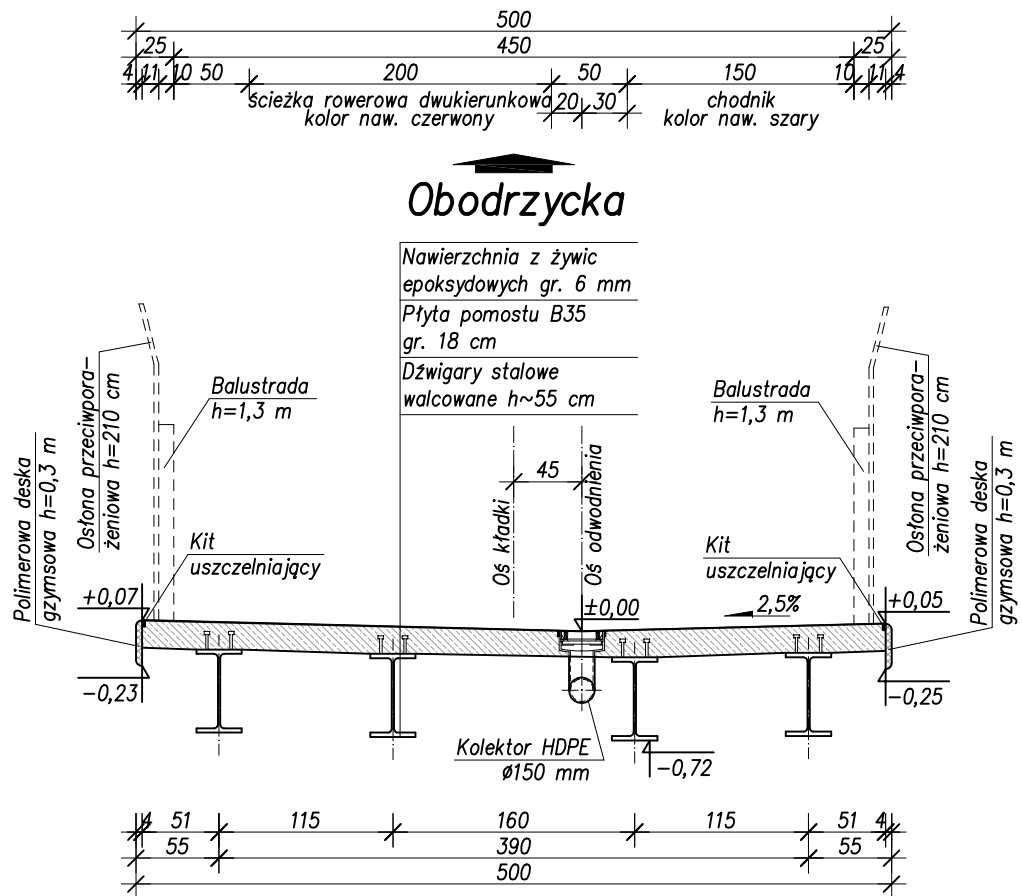 500
25 450 25
4 11 10 50 200 50 150 10 11 4
ścieżka rowerowa dwukierunkowa 20 30 chodnik
kolor naw. czerwony kolor naw. szary
Obodrzycka
Nawierzchnia z żywic
epoksydowych gr. 6 mm
Płyta pomostu B35
gr. 18 cm
Dźwigary stalowe
walcowane h~55 cm
Polimerowa deska
gzymsowa h=0,3 m
Osłona przeciwpora-
żeniowa h=210 cm
Balustrada
h=1,3 m
Kit
uszczelniający
45
Oś kładki
Oś odwodnienia
Balustrada
h=1,3 m
Kit
uszczelniający
Osłona przeciwpora-
żeniowa h=210 cm
Polimerowa deska
gzymsowa h=0,3 m
+0,07
±0,00
2,5%
+0,05
-0,23
-0,25
Kolektor HDPE
ø150 mm
-0,72
4 51 115 160 115 51 4
55 390 55
500